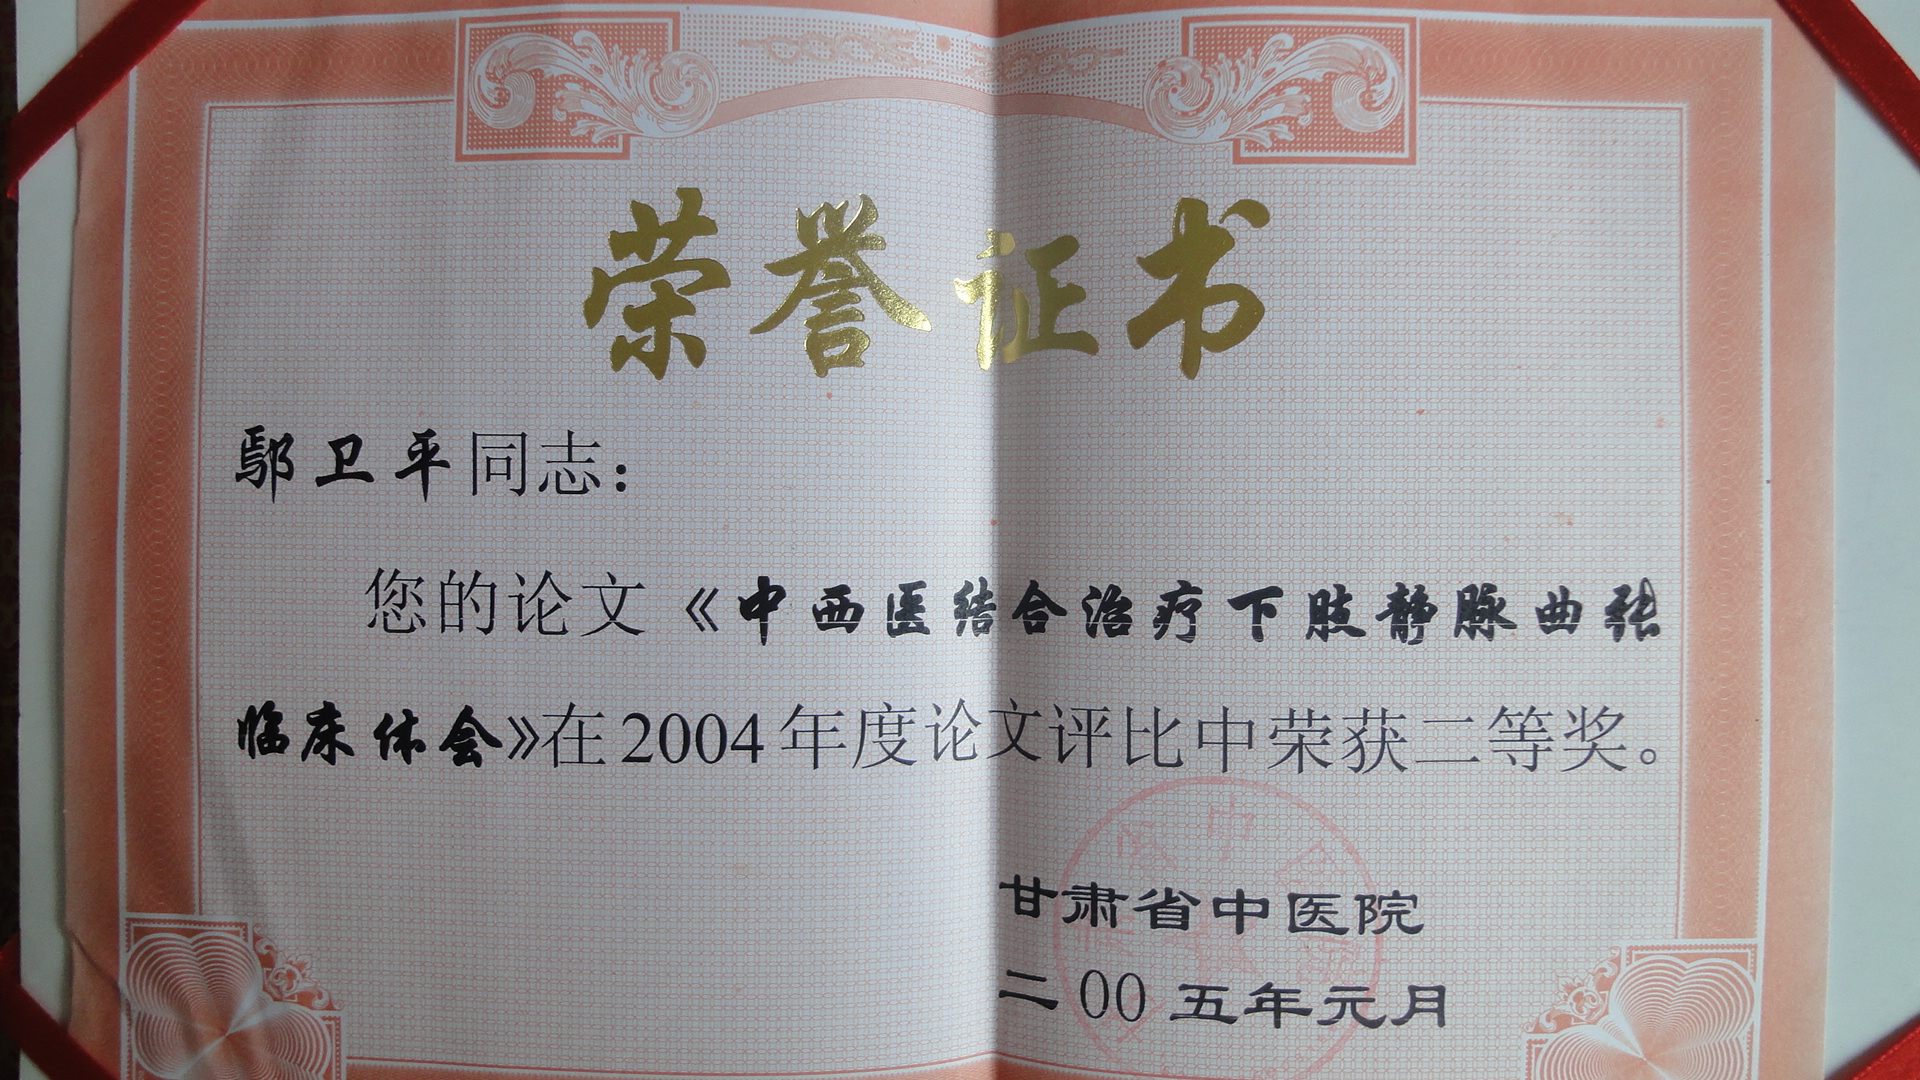 荣誉证书
鄢卫平同志：
您的论文《中西医结合治疗下肢静脉曲张
临床体会》在2004年度论文评比中荣获二等奖。
甘肃省中医院
二00五年元月